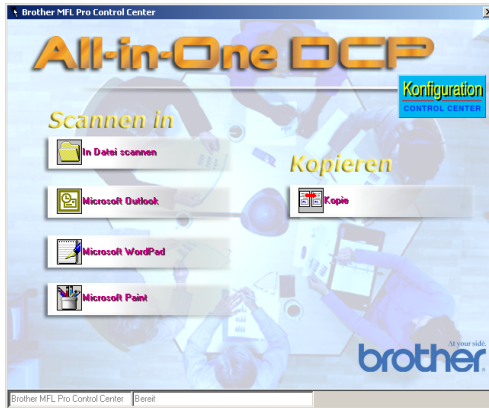 Brother MFL Pro Control Center
All-in-One DCP
Konfiguration
CONTROL CENTER
Scannen in
In Datei scannen
Microsoft Outlook
Microsoft WordPad
Microsoft Paint
Kopieren
Kopie
At your side.
brother
Brother MFL Pro Control Center
Bereit